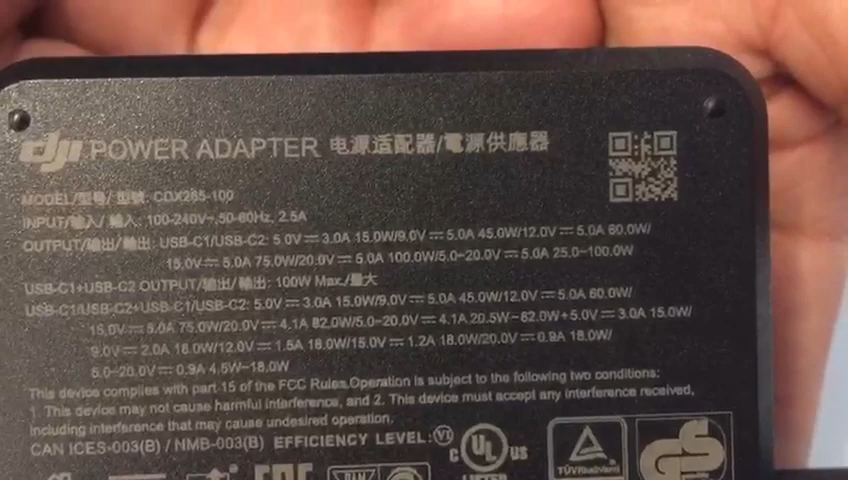 dji POWER ADAPTER 电源适配器/電源供應器
MODEL/型号/型號: CDX285-100
INPUT/输入/輸入: 100-240V~, 50-60Hz, 2.5A
OUTPUT/输出/輸出: USB-C1/USB-C2: 5.0V⎓3.0A 15.0W/9.0V⎓5.0A 45.0W/12.0V⎓5.0A 60.0W/
15.0V⎓5.0A 75.0W/20.0V⎓5.0A 100.0W/5.0~20.0V⎓5.0A 25.0~100.0W
USB-C1+USB-C2 OUTPUT/输出/輸出: 100W Max./最大
USB-C1/USB-C2+USB-C1/USB-C2: 5.0V⎓3.0A 15.0W/9.0V⎓5.0A 45.0W/12.0V⎓5.0A 60.0W/
15.0V⎓5.0A 75.0W/20.0V⎓4.1A 82.0W/5.0~20.0V⎓4.1A 20.5W~82.0W+5.0V⎓3.0A 15.0W/
9.0V⎓2.0A 18.0W/12.0V⎓1.5A 18.0W/15.0V⎓1.2A 18.0W/20.0V⎓0.9A 18.0W/
5.0~20.0V⎓0.9A 4.5W~18.0W
This device complies with part 15 of the FCC Rules.Operation is subject to the following two conditions:
1. This device may not cause harmful interference, and 2. This device must accept any interference received,
including interference that may cause undesired operation.
CAN ICES-003(B) / NMB-003(B) EFFICIENCY LEVEL: VI
c UL US
LISTED
TÜVRheinland
GS